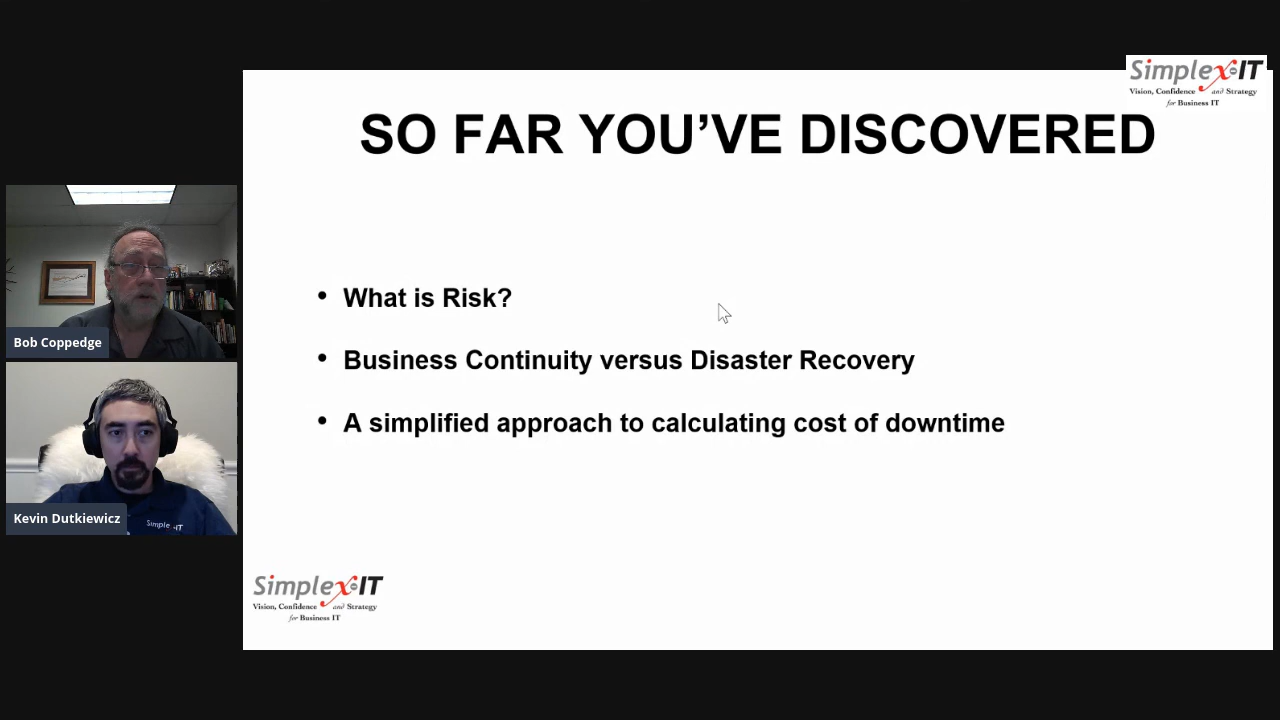 Simplex-IT
Vision, Confidence and Strategy
for Business IT
SO FAR YOU’VE DISCOVERED
• What is Risk?
• Business Continuity versus Disaster Recovery
• A simplified approach to calculating cost of downtime
Bob Coppedge
Simplex-IT
Kevin Dutkiewicz
Simplex-IT
Vision, Confidence and Strategy
for Business IT